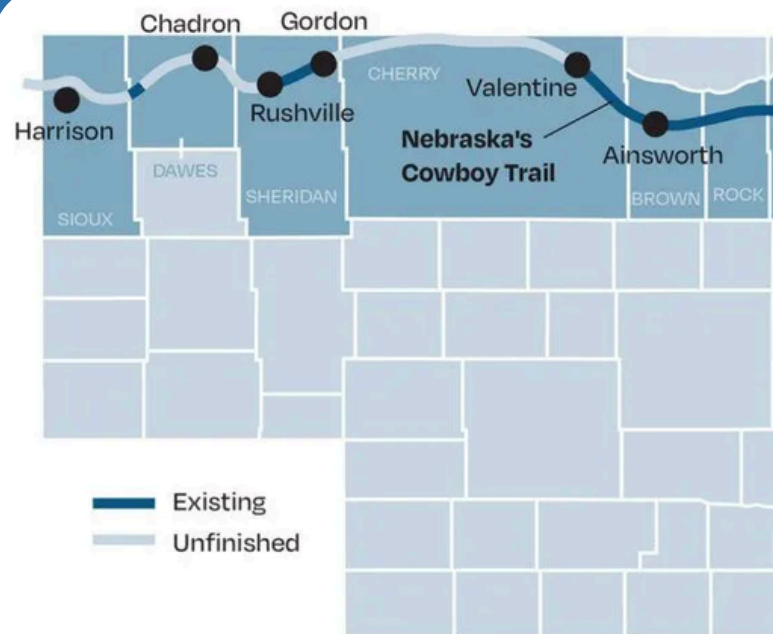 Chadron
Gordon
CHERRY
Valentine
Rushville
Harrison
Nebraska's
Cowboy Trail
Ainsworth
DAWES
SHERIDAN
BROWN
ROCK
SIOUX
Existing
Unfinished